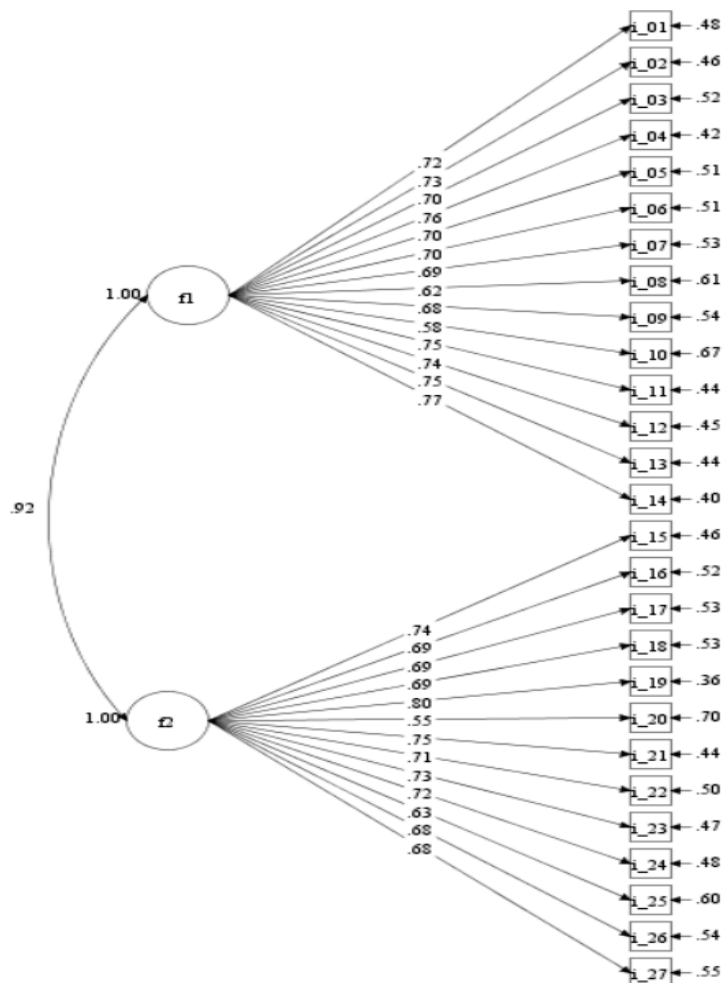 i_01 .48
i_02 .46
i_03 .52
i_04 .42
i_05 .51
i_06 .51
i_07 .53
i_08 .61
i_09 .54
i_10 .67
i_11 .44
i_12 .45
i_13 .44
i_14 .40
.72
.73
.70
.76
.70
.70
.69
.62
.68
.58
.75
.74
.75
.77
1.00 f1
.92
i_15 .46
i_16 .52
i_17 .53
i_18 .53
i_19 .36
i_20 .70
i_21 .44
i_22 .50
i_23 .47
i_24 .48
i_25 .60
i_26 .54
i_27 .55
.74
.69
.69
.69
.80
.55
.75
.71
.73
.72
.63
.68
.68
1.00 f2